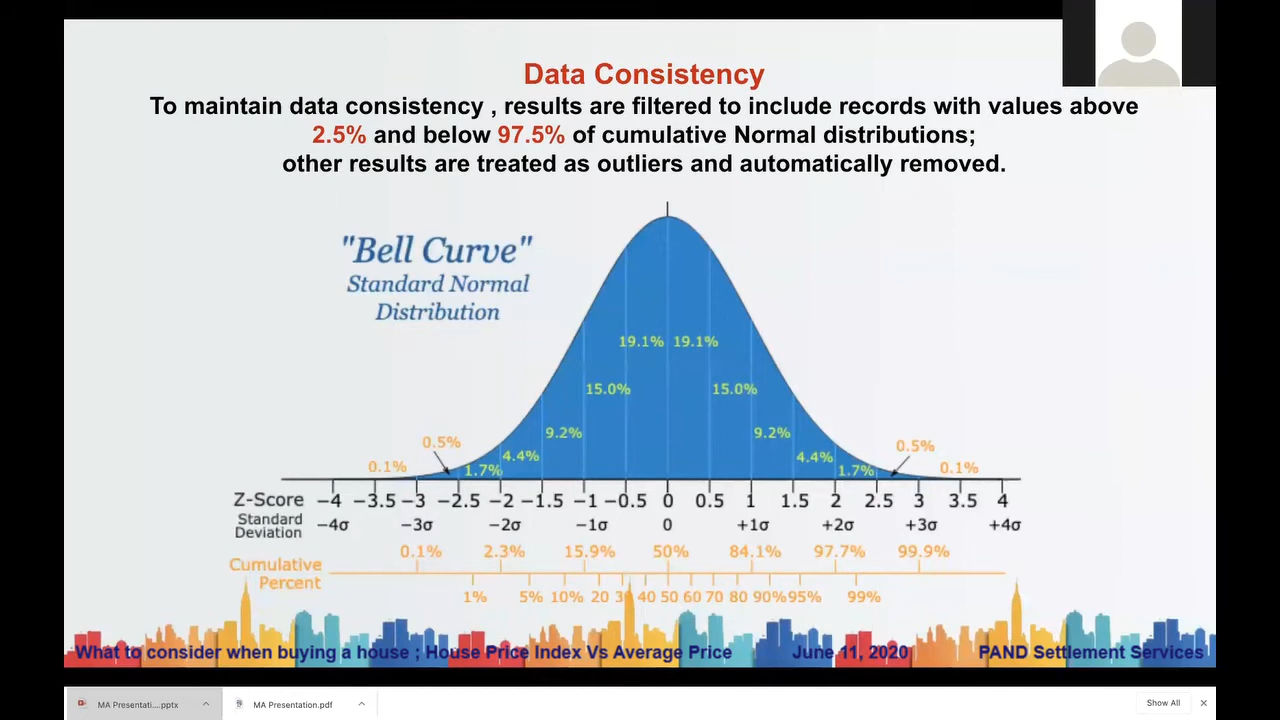 Data Consistency
To maintain data consistency , results are filtered to include records with values above
2.5% and below 97.5% of cumulative Normal distributions;
other results are treated as outliers and automatically removed.
"Bell Curve"
Standard Normal
Distribution
19.1% 19.1%
15.0% 15.0%
9.2% 9.2%
0.5% 0.5%
4.4% 4.4%
0.1% 1.7% 1.7% 0.1%
Z-Score −4 −3.5 −3 −2.5 −2 −1.5 −1 −0.5 0 0.5 1 1.5 2 2.5 3 3.5 4
Standard
Deviation
−4σ −3σ −2σ −1σ 0 +1σ +2σ +3σ +4σ
0.1% 2.3% 15.9% 50% 84.1% 97.7% 99.9%
Cumulative
Percent
1% 5% 10% 20 40 50 60 70 80 90% 95% 99%
What to consider when buying a house ; House Price Index Vs Average Price June 11, 2020 PAND Settlement Services
MA Presentati....pptx MA Presentation.pdf Show All